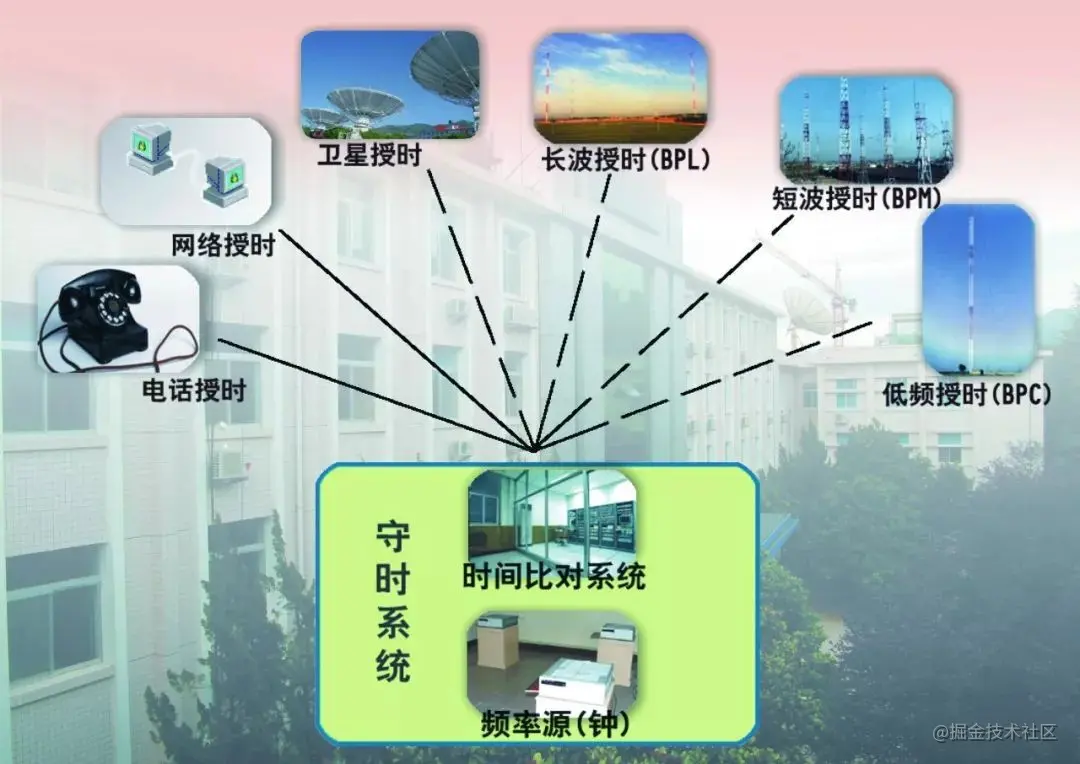 卫星授时
长波授时(BPL)
短波授时(BPM)
网络授时
电话授时
低频授时(BPC)
守时系统
时间比对系统
频率源(钟)
@掘金技术社区